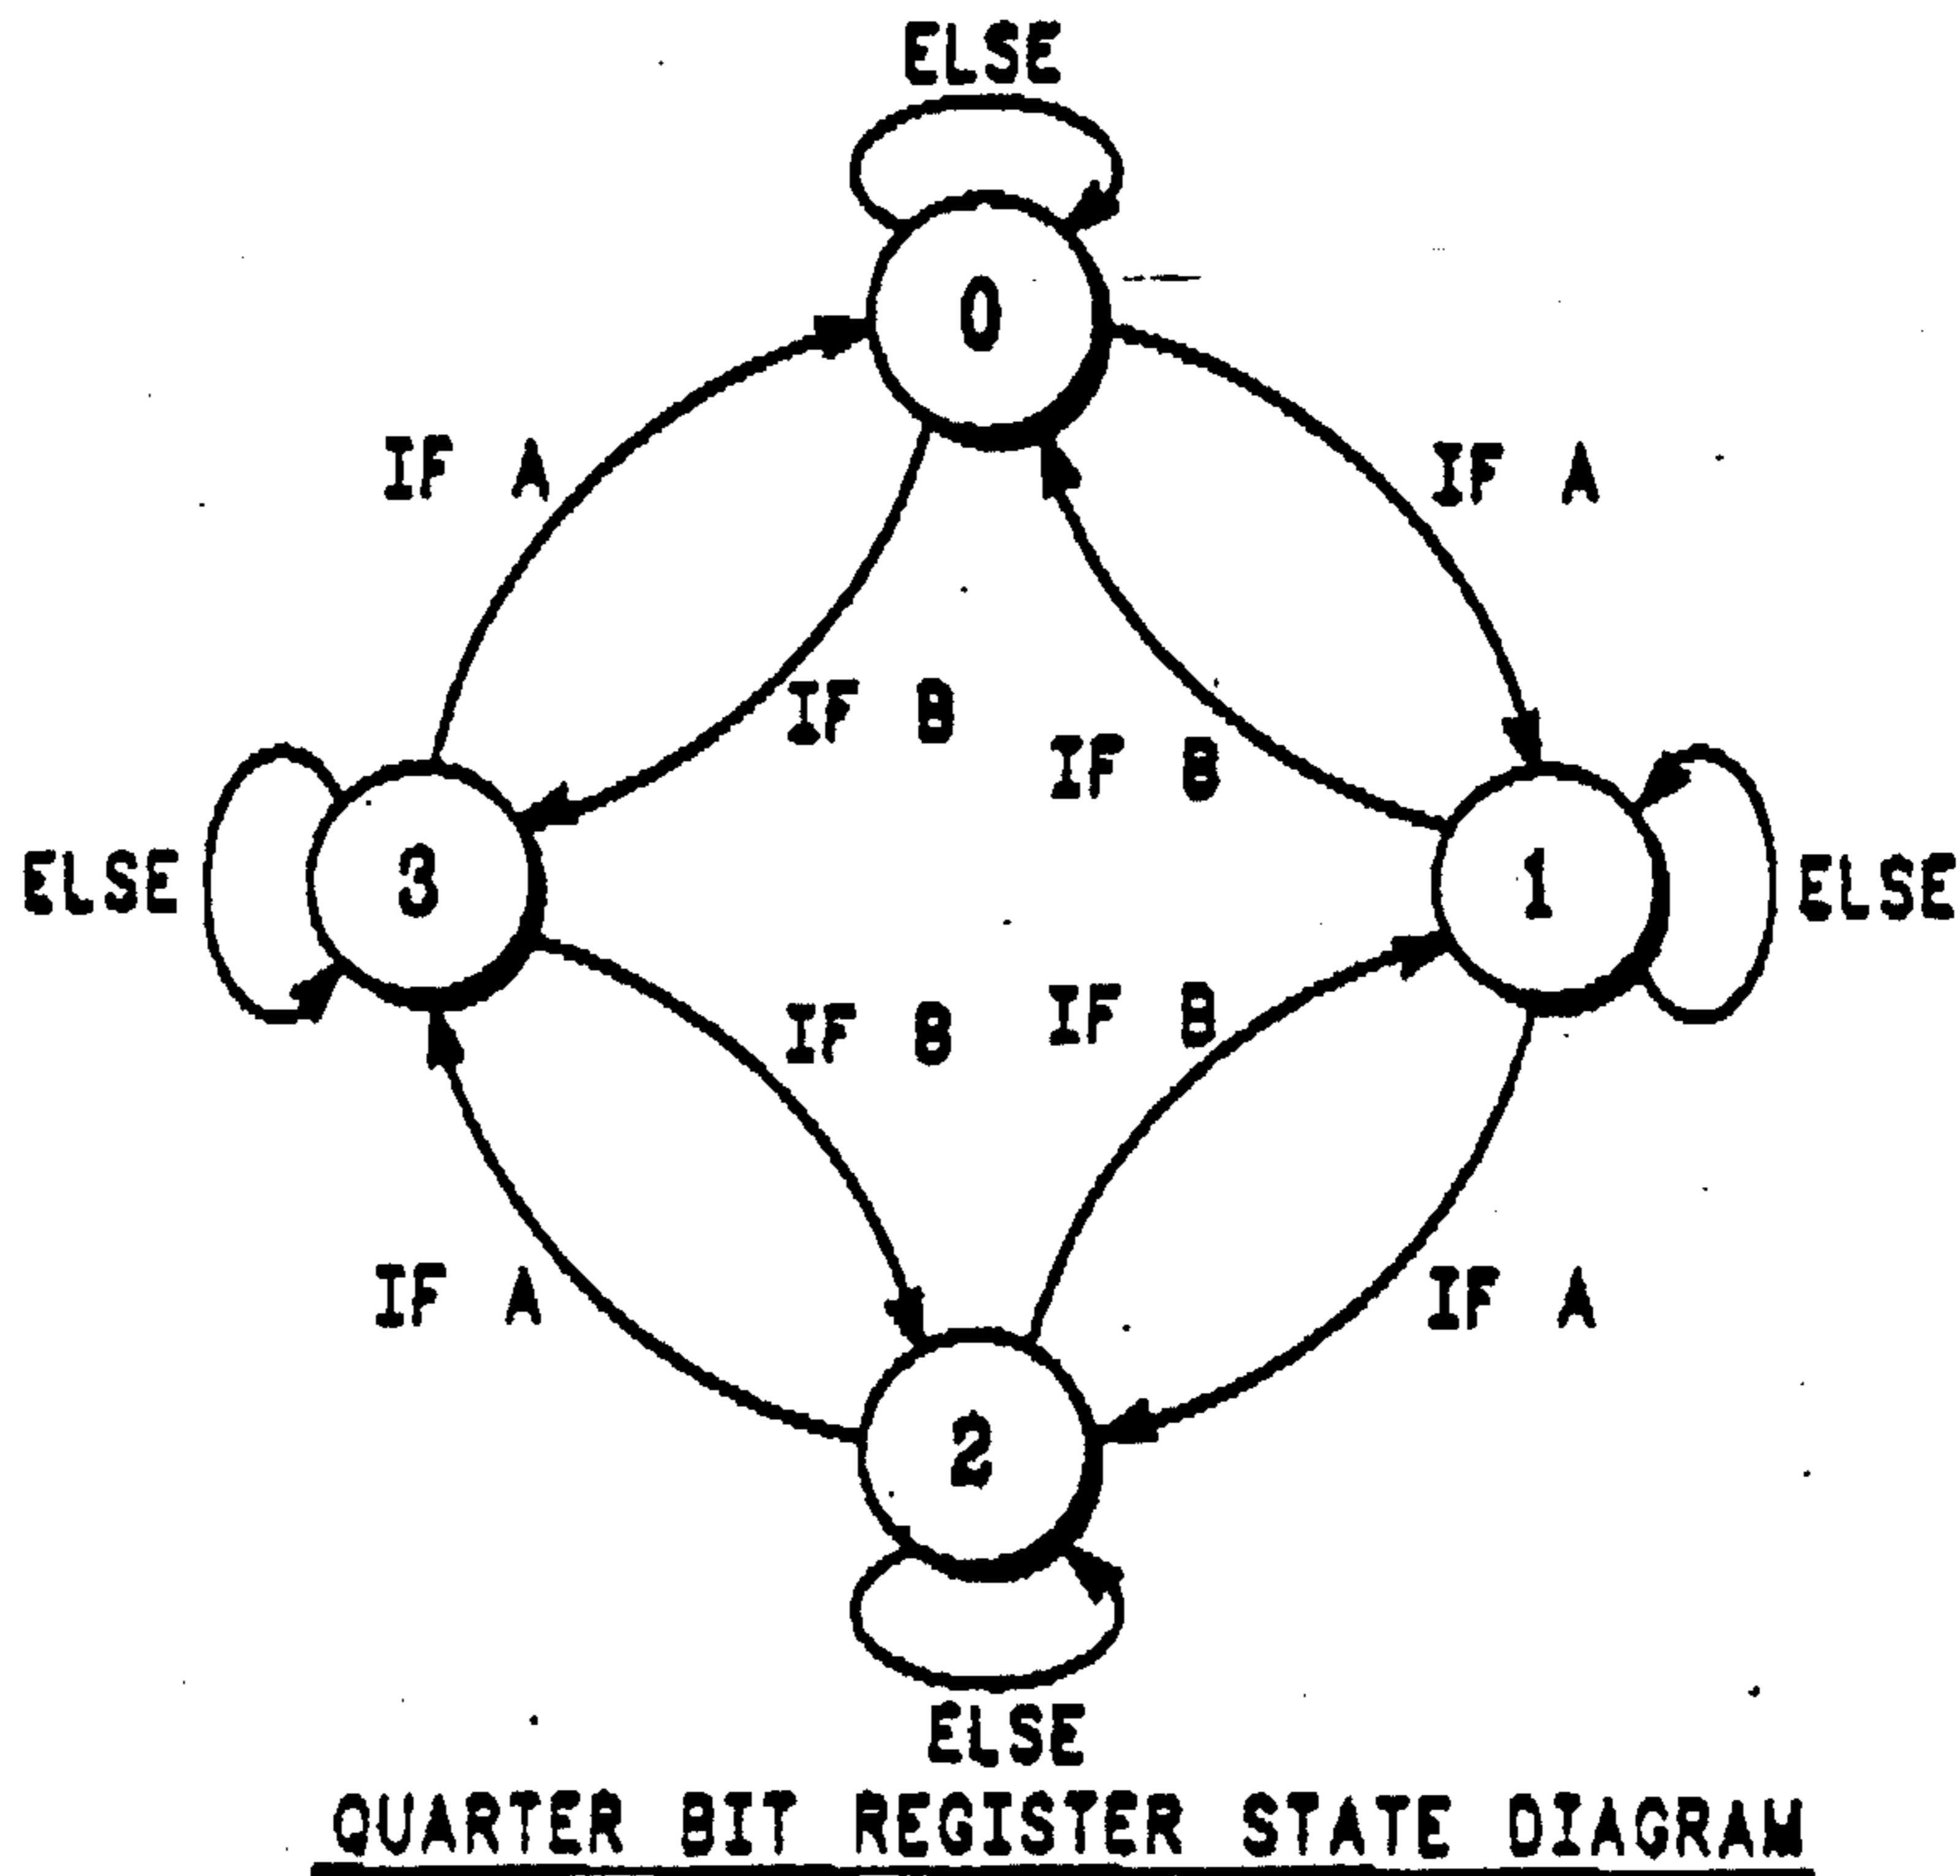 ELSE
0
IF A
IF A
IF B
IF B
ELSE
3
1
ELSE
IF B
IF B
IF A
IF A
2
ELSE
QUARTER BIT REGISTER STATE DIAGRAM